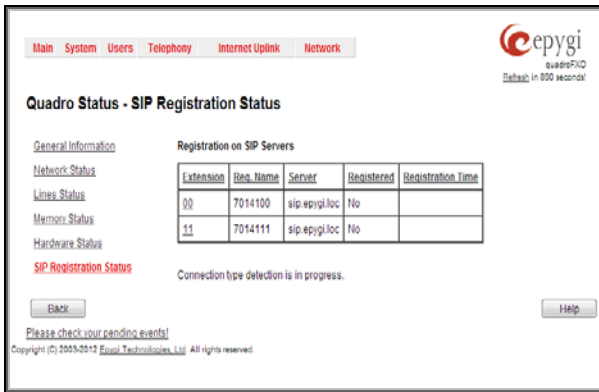 Main System Users Telephony Internet Uplink Network
epygi
quadroFXO
Refresh in 890 seconds!
Quadro Status - SIP Registration Status
General Information
Network Status
Lines Status
Memory Status
Hardware Status
SIP Registration Status
Registration on SIP Servers
Extension Reg. Name Server Registered Registration Time
00 7014100 sip.epygi.loc No
11 7014111 sip.epygi.loc No
Connection type detection is in progress.
Back
Help
Please check your pending events!
Copyright (C) 2003-2012 Epygi Technologies, Ltd. All rights reserved.